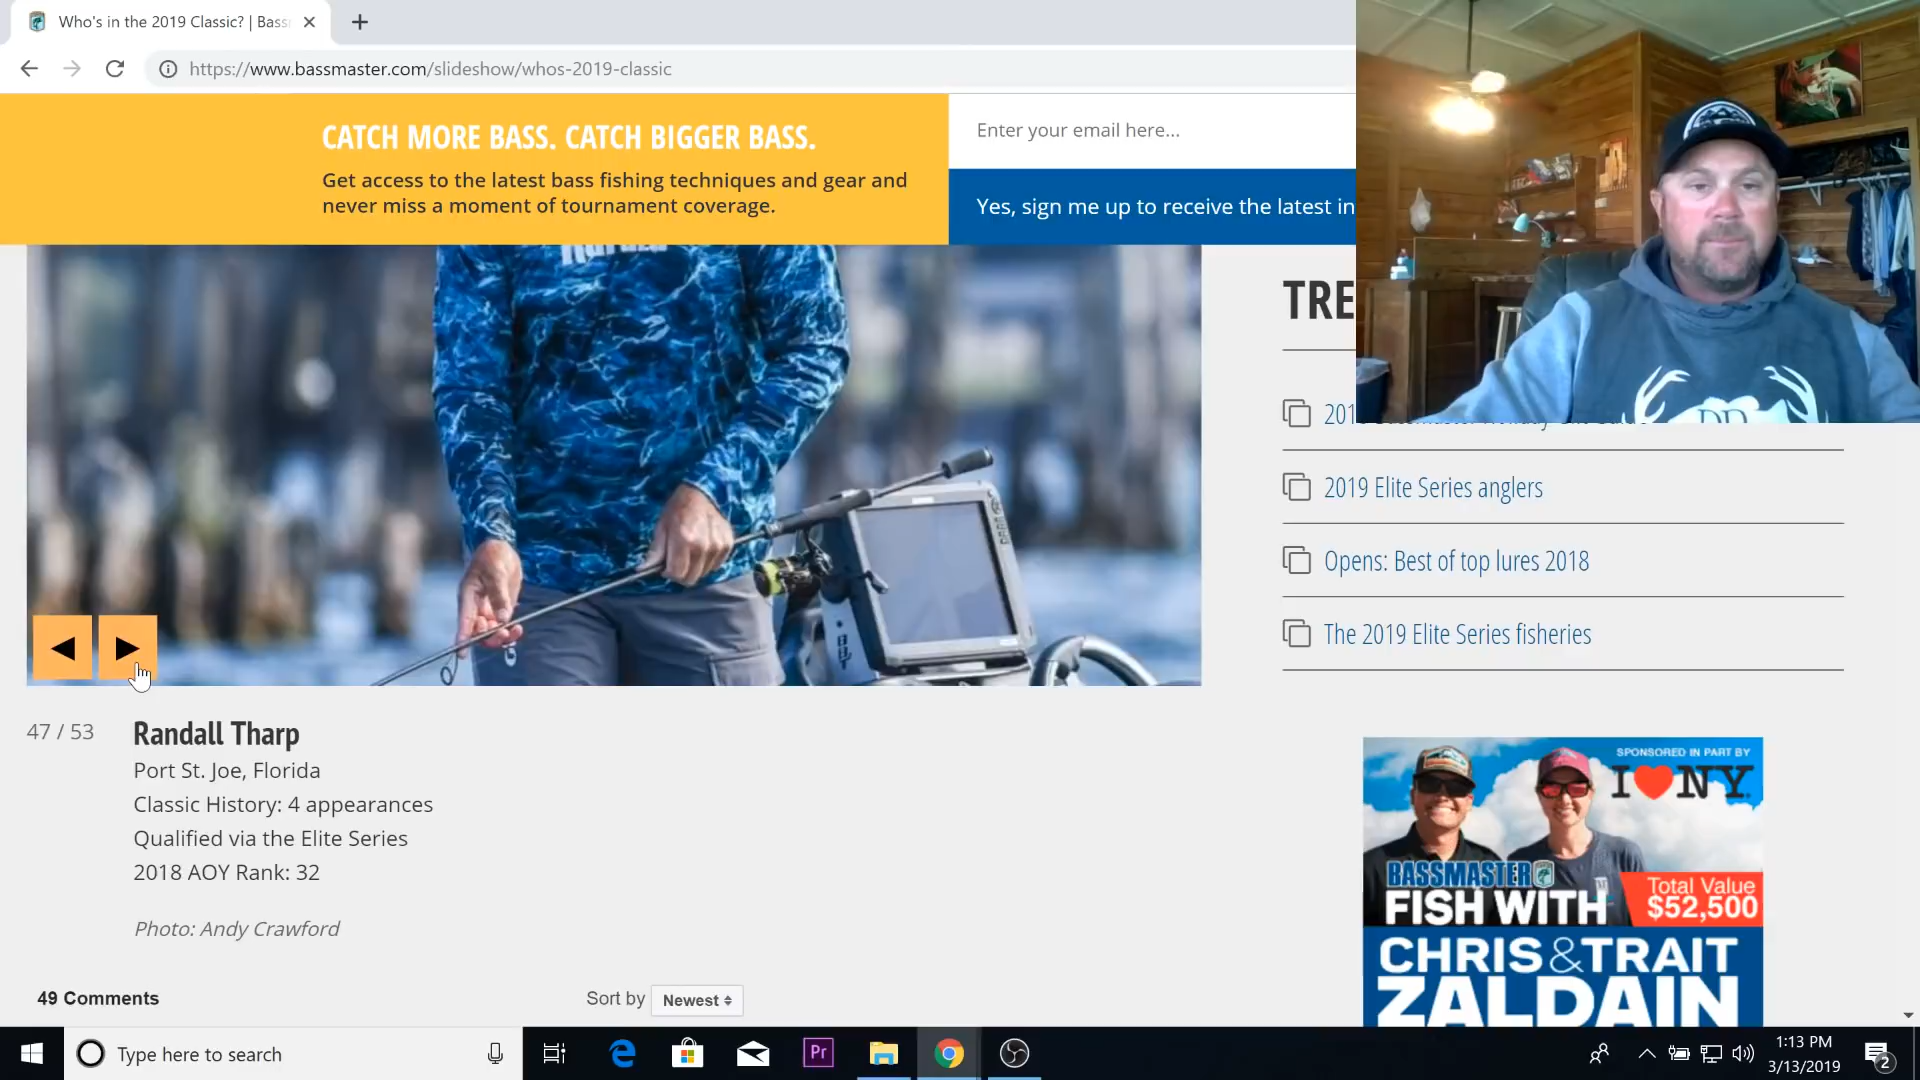 Who's in the 2019 Classic? | Bass
https://www.bassmaster.com/slideshow/whos-2019-classic
CATCH MORE BASS. CATCH BIGGER BASS.
Get access to the latest bass fishing techniques and gear and
never miss a moment of tournament coverage.
Enter your email here...
Yes, sign me up to receive the latest in
TRE
2019 Elite Series anglers
Opens: Best of top lures 2018
The 2019 Elite Series fisheries
47 / 53
Randall Tharp
Port St. Joe, Florida
Classic History: 4 appearances
Qualified via the Elite Series
2018 AOY Rank: 32
Photo: Andy Crawford
49 Comments
Sort by
Newest
SPONSORED IN PART BY
I NY
BASSMASTER
FISH WITH
Total Value
$52,500
CHRIS & TRAIT
ZALDAIN
Type here to search
Pr
1:13 PM
3/13/2019
2